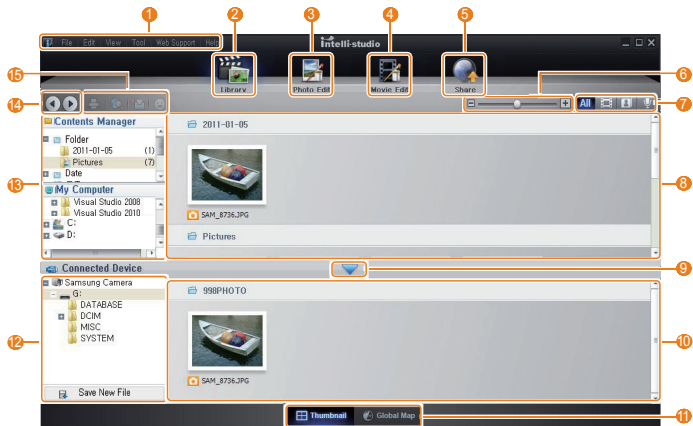 1 2 3 4 5
File Edit View Tool Web Support Help
Intelli-studio
Library Photo Edit Movie Edit Share
15 6
14 All 7
Contents Manager
Folder
2011-01-05 (1)
Pictures (7)
Date
2011-01-05
SAM_8736.JPG
Pictures
13 8
My Computer
Visual Studio 2008
Visual Studio 2010
C:
D:
Connected Device 9
Samsung Camera
G:
DATABASE
DCIM
MISC
SYSTEM
998PHOTO
SAM_8736.JPG
12 10
Save New File
Thumbnail Global Map 11